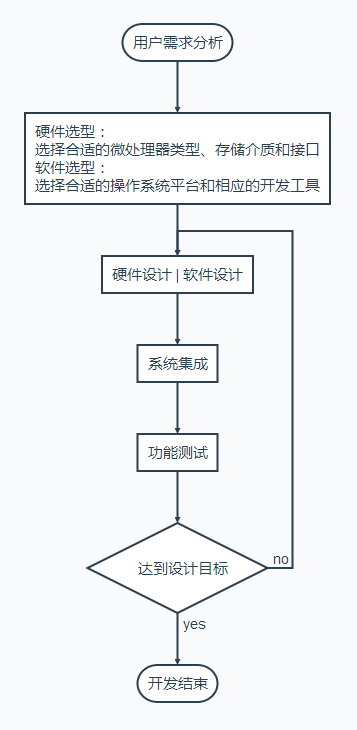 用户需求分析
硬件选型：
选择合适的微处理器类型、存储介质和接口
软件选型：
选择合适的操作系统平台和相应的开发工具
硬件设计 | 软件设计
系统集成
功能测试
达到设计目标
no
yes
开发结束